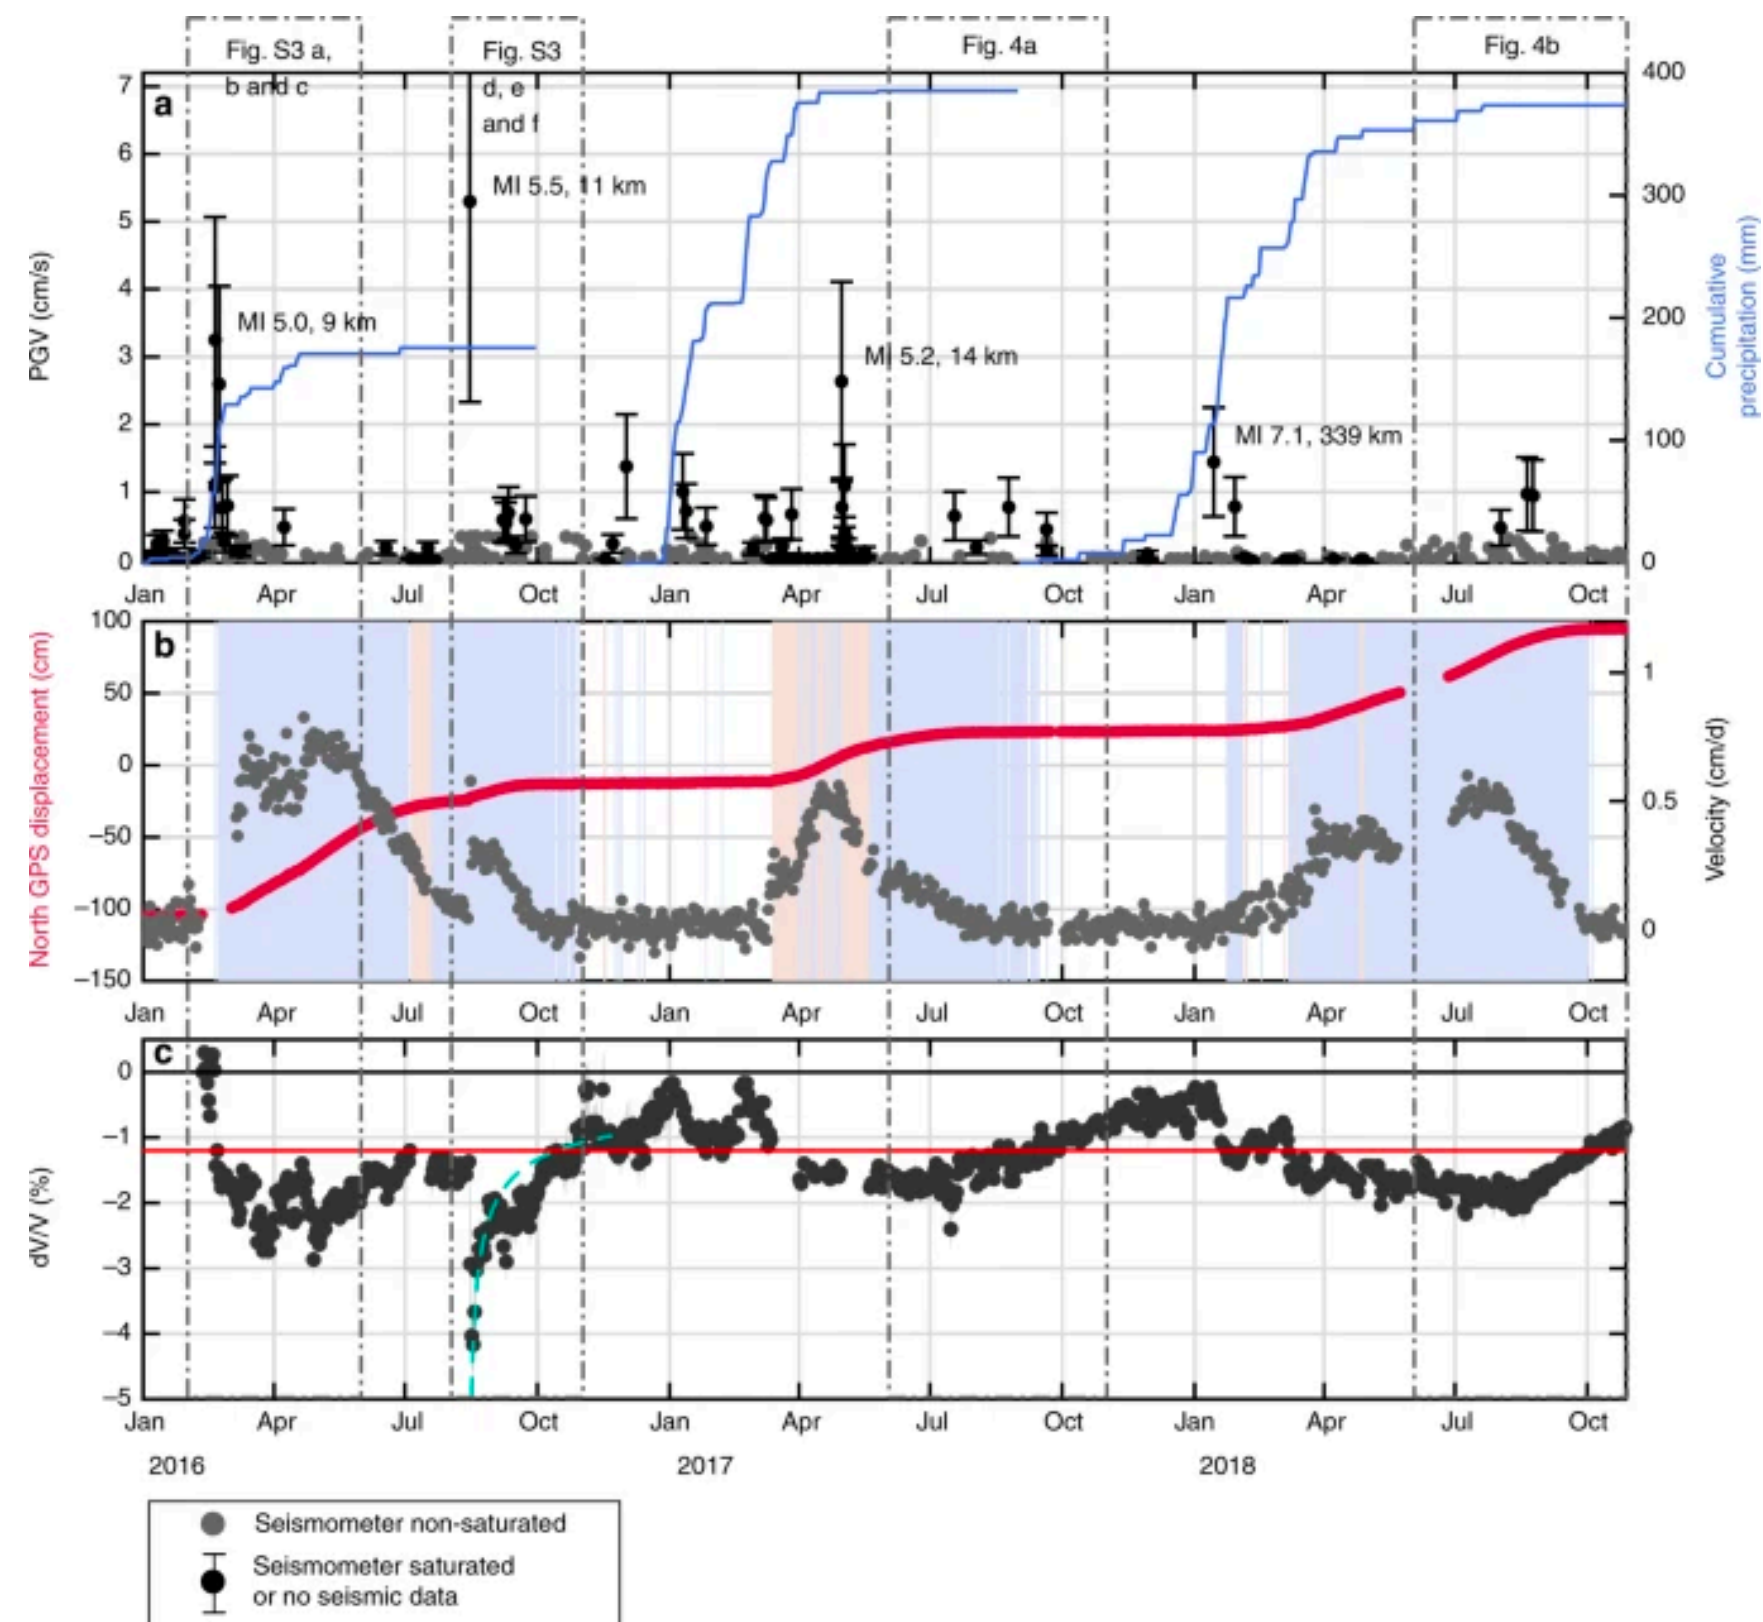 Fig. S3 a,
b and c
Fig. S3
d, e
and f
Fig. 4a
Fig. 4b
a
7
6
5
4
3
2
1
0
PGV (cm/s)
400
300
200
100
0
Cumulative
precipitation (mm)
MI 5.0, 9 km
MI 5.5, 11 km
MI 5.2, 14 km
MI 7.1, 339 km
Jan Apr Jul Oct Jan Apr Jul Oct Jan Apr Jul Oct
b
100
50
0
−50
−100
−150
North GPS displacement (cm)
1
0.5
0
Velocity (cm/d)
Jan Apr Jul Oct Jan Apr Jul Oct Jan Apr Jul Oct
c
0
−1
−2
−3
−4
−5
dV/V (%)
Jan Apr Jul Oct Jan Apr Jul Oct Jan Apr Jul Oct
2016 2017 2018
Seismometer non-saturated
Seismometer saturated
or no seismic data